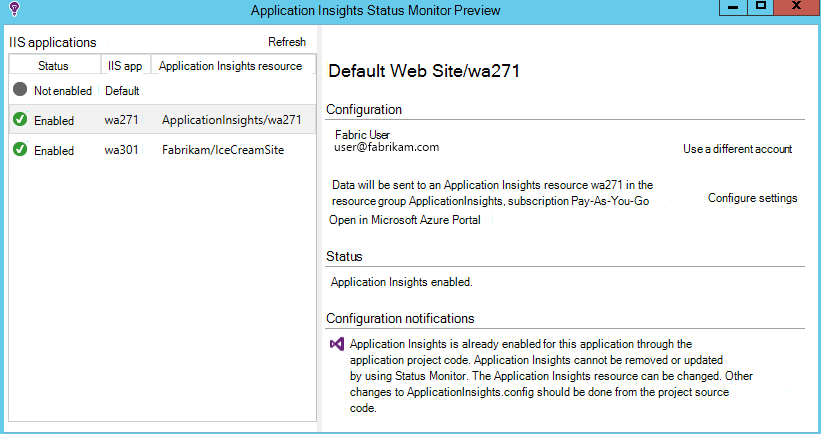 Application Insights Status Monitor Preview
IIS applications Refresh
Status IIS app Application Insights resource
Not enabled Default
Enabled wa271 ApplicationInsights/wa271
Enabled wa301 Fabrikam/IceCreamSite
Default Web Site/wa271
Configuration
Fabric User
user@fabrikam.com
Use a different account
Data will be sent to an Application Insights resource wa271 in the
resource group ApplicationInsights, subscription Pay-As-You-Go
Configure settings
Open in Microsoft Azure Portal
Status
Application Insights enabled.
Configuration notifications
Application Insights is already enabled for this application through the
application project code. Application Insights cannot be removed or updated
by using Status Monitor. The Application Insights resource can be changed. Other
changes to ApplicationInsights.config should be done from the project source
code.